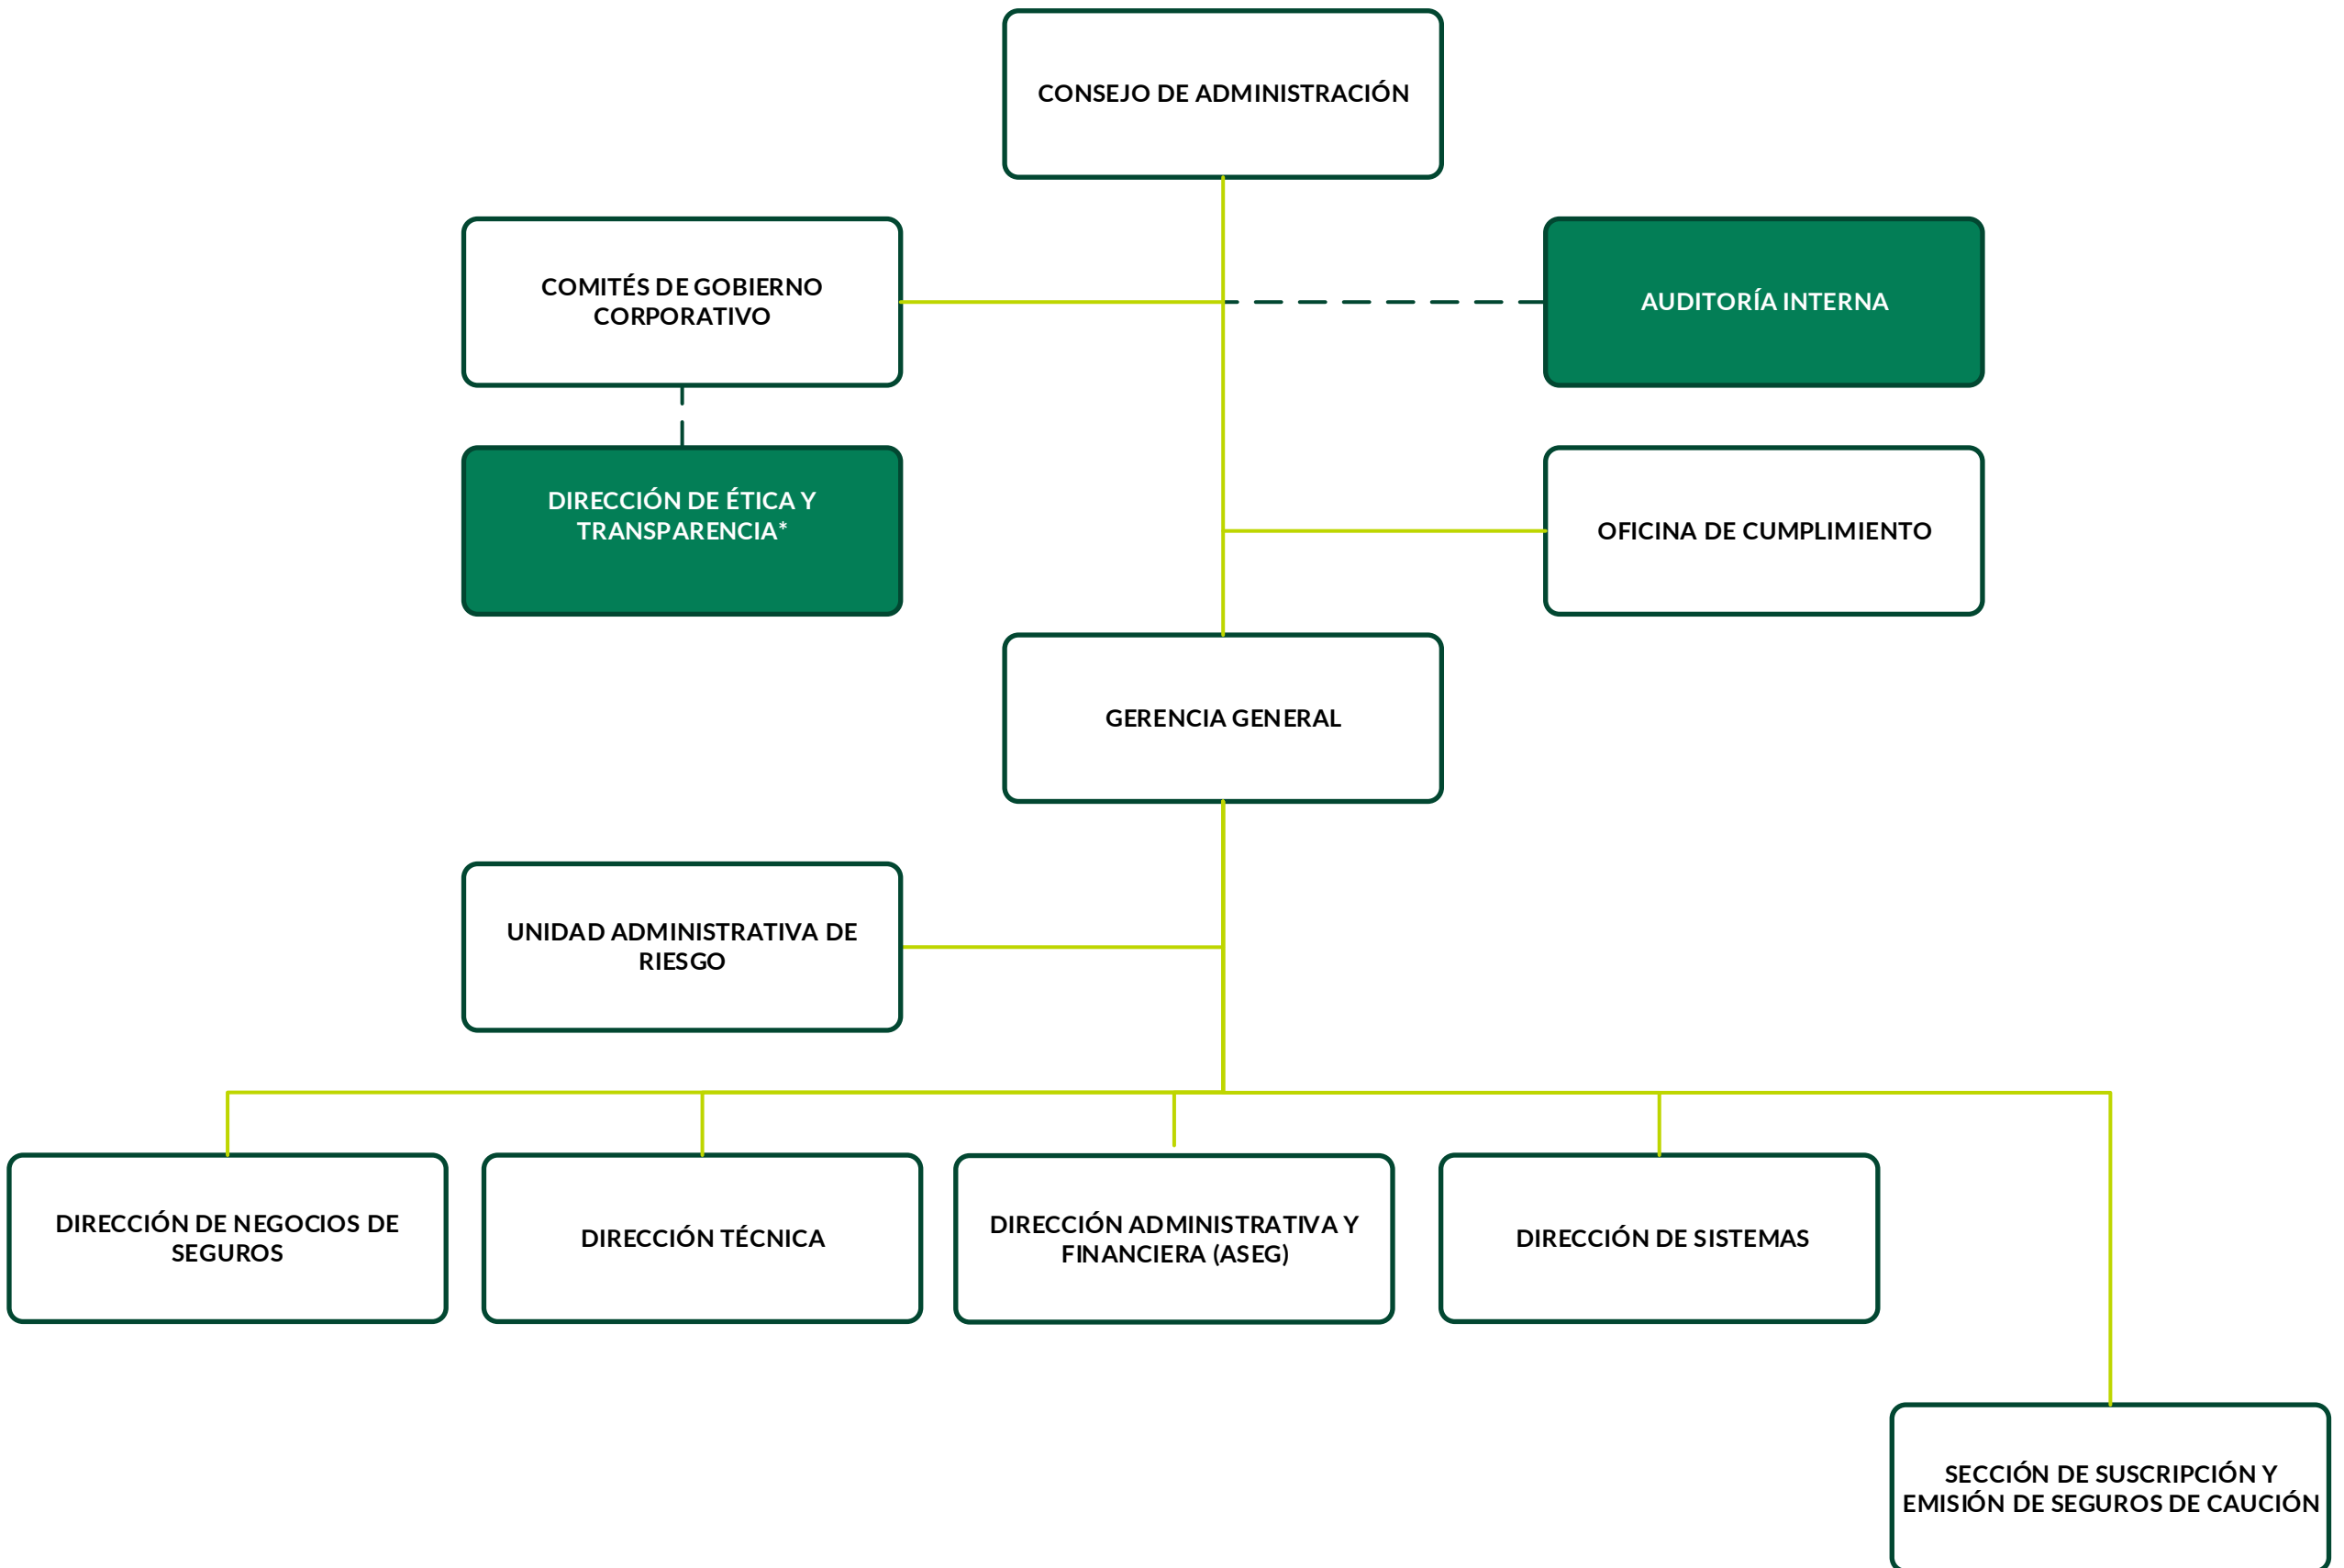 CONSEJO DE ADMINISTRACIÓN
COMITÉS DE GOBIERNO
CORPORATIVO
AUDITORÍA INTERNA
DIRECCIÓN DE ÉTICA Y
TRANSPARENCIA*
OFICINA DE CUMPLIMIENTO
GERENCIA GENERAL
UNIDAD ADMINISTRATIVA DE
RIESGO
DIRECCIÓN DE NEGOCIOS DE
SEGUROS
DIRECCIÓN TÉCNICA
DIRECCIÓN ADMINISTRATIVA Y
FINANCIERA (ASEG)
DIRECCIÓN DE SISTEMAS
SECCIÓN DE SUSCRIPCIÓN Y
EMISIÓN DE SEGUROS DE CAUCIÓN